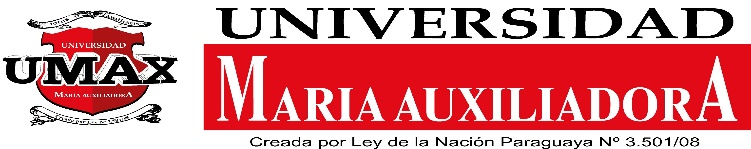 UNIVERSIDAD
UMAX
MARIA AUXILIADORA
UNIVERSIDAD
MARIA AUXILIADORA
Creada por Ley de la Nación Paraguaya Nº 3.501/08